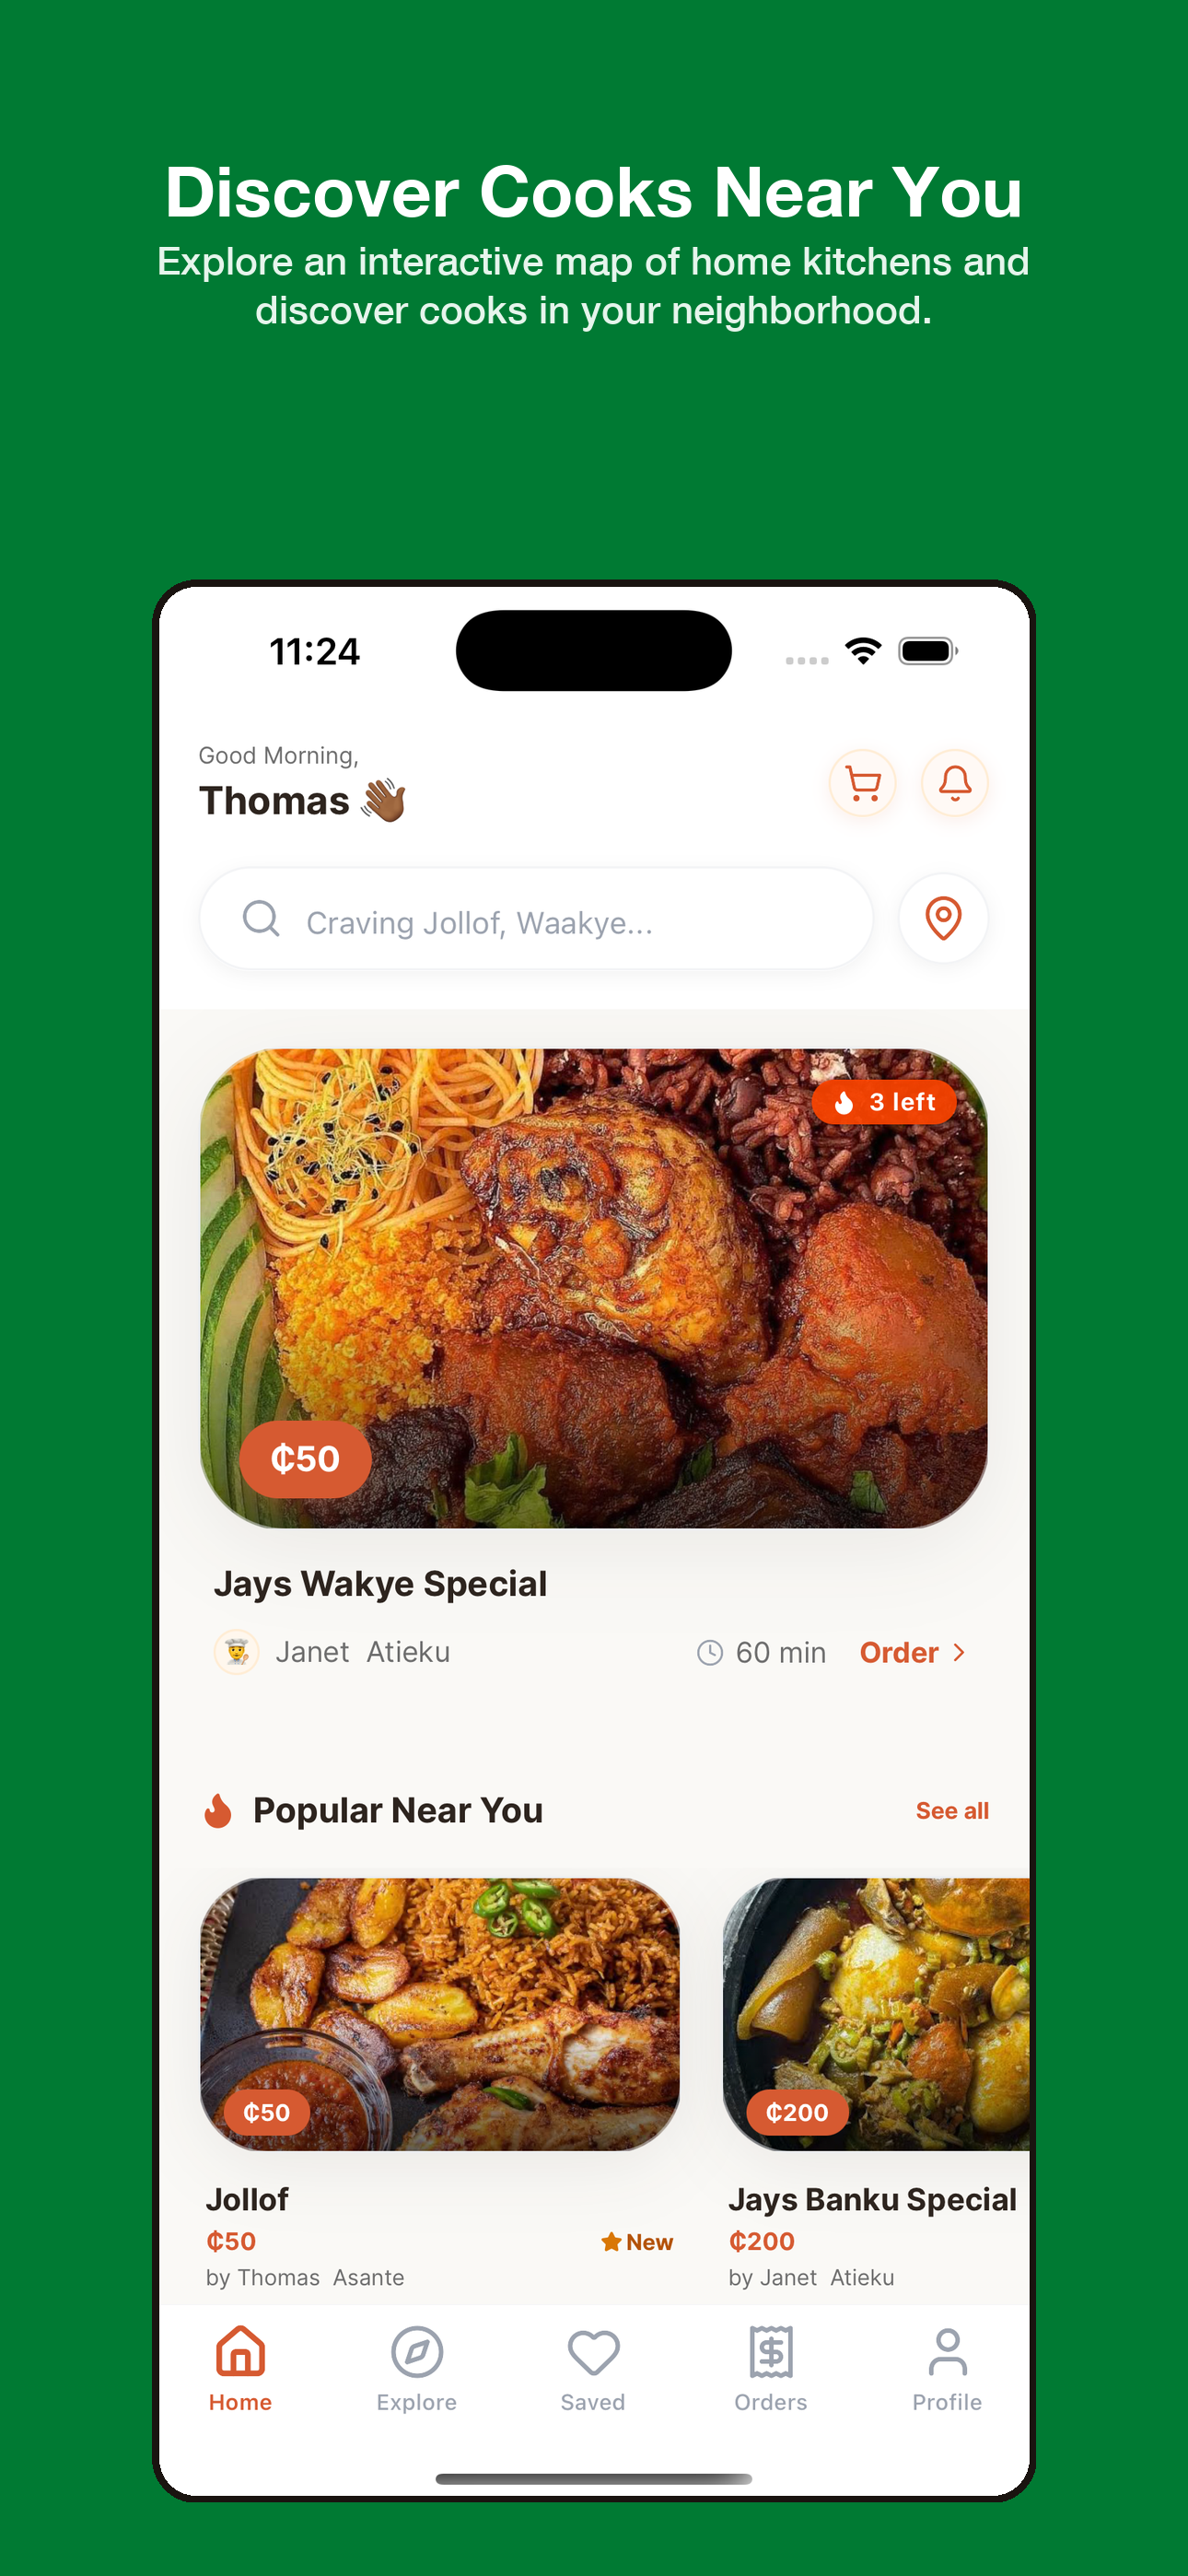 Discover Cooks Near You
Explore an interactive map of home kitchens and
discover cooks in your neighborhood.
11:24
Good Morning,
Thomas 👋🏾
Craving Jollof, Waakye...
3 left
₵50
Jays Wakye Special
Janet Atieku
60 min
Order
Popular Near You
See all
₵50
₵200
Jollof
₵50
New
by Thomas Asante
Jays Banku Special
₵200
by Janet Atieku
Home
Explore
Saved
Orders
Profile